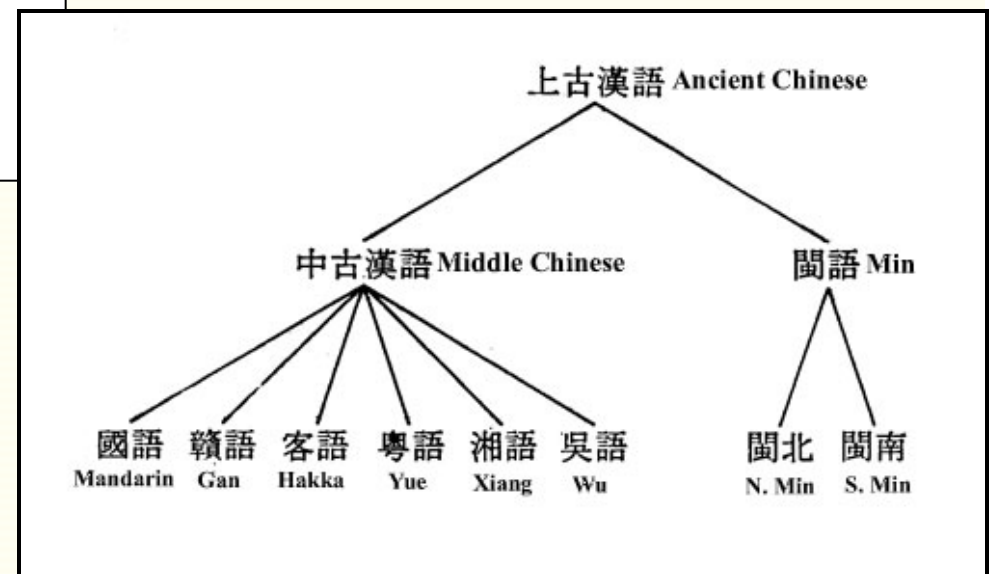 上古漢語 Ancient Chinese
中古漢語 Middle Chinese
閩語 Min
國語 贛語 客語 粵語 湘語 吳語 閩北 閩南
Mandarin Gan Hakka Yue Xiang Wu N. Min S. Min